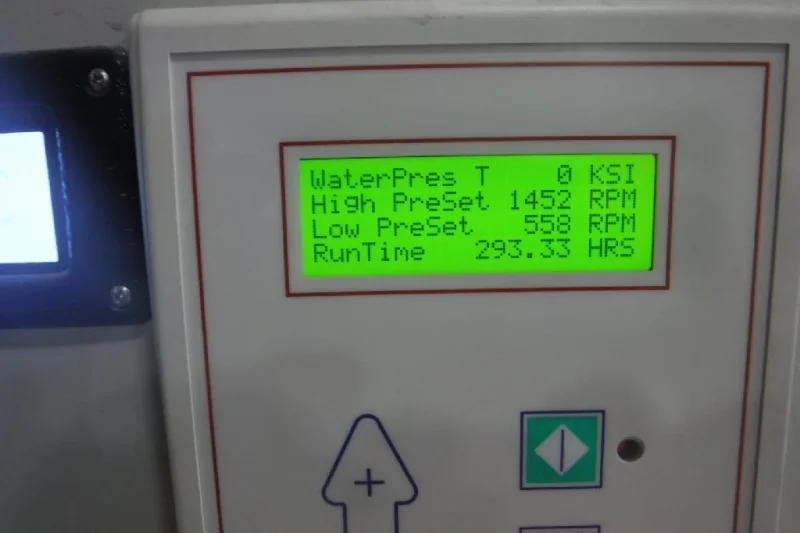 WaterPres T 0 KSI
High PreSet 1452 RPM
Low PreSet 558 RPM
RunTime 293.33 HRS
+